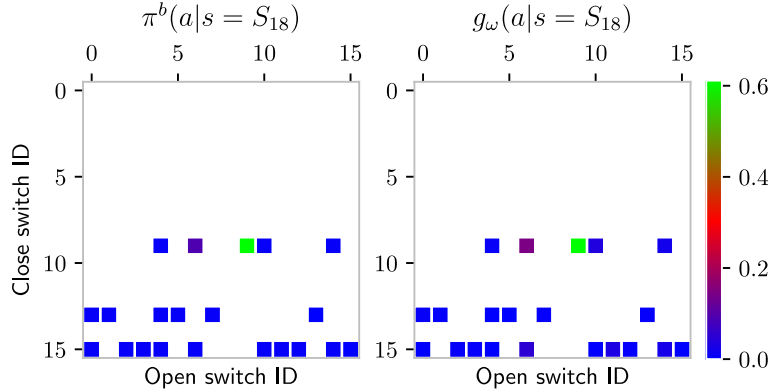 π^b(a|s = S_18)
g_ω(a|s = S_18)
0 5 10 15
0 5 10 15
0
5
10
15
0
5
10
15
Close switch ID
Open switch ID
Open switch ID
0.6
0.4
0.2
0.0